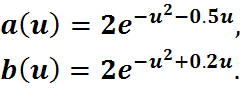 a(u) = 2e^{-u^2-0.5u},
b(u) = 2e^{-u^2+0.2u}.